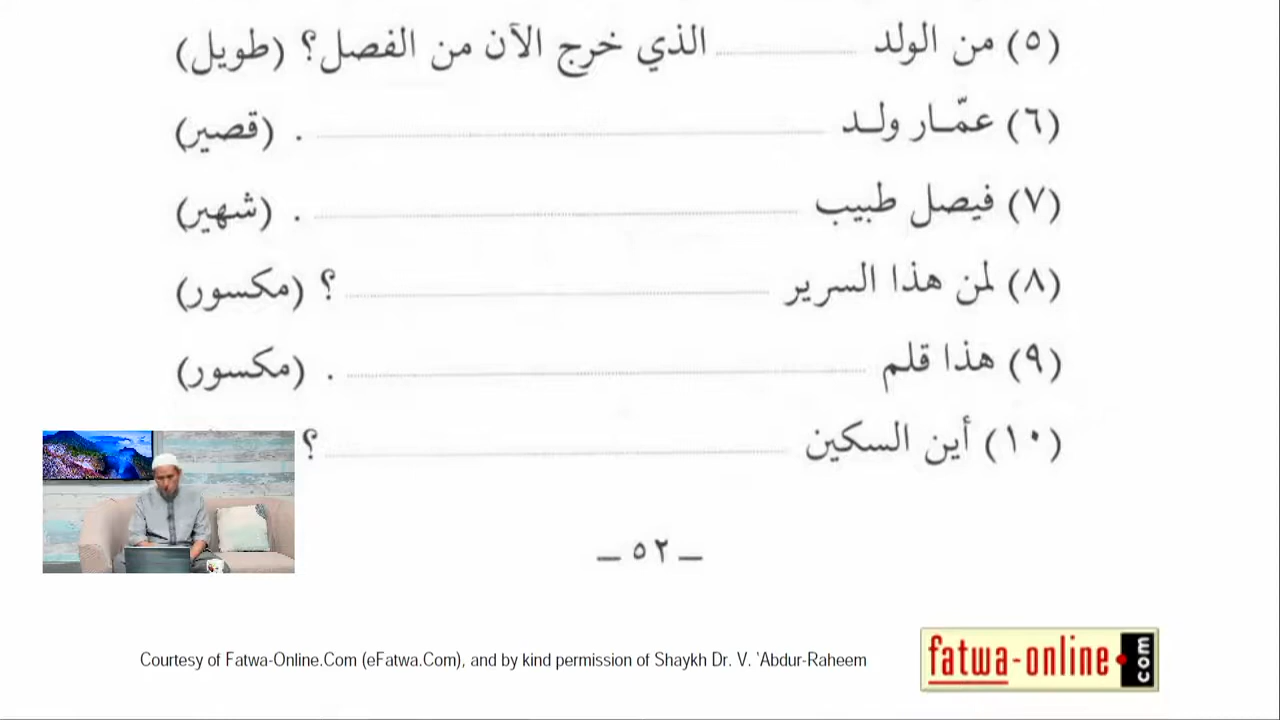 (٥) من الولد ............ الذي خرج الآن من الفصل؟ (طويل)
(٦) عمّـار ولـد ............ . (قصير)
(٧) فيصل طبيب ............ . (شهير)
(٨) لمن هذا السرير ............ ؟ (مكسور)
(٩) هذا قلم ............ . (مكسور)
(١٠) أين السكين ............ ؟
– ٥٢ –
Courtesy of Fatwa-Online.Com (eFatwa.Com), and by kind permission of Shaykh Dr. V. 'Abdur-Raheem
fatwa-online.com